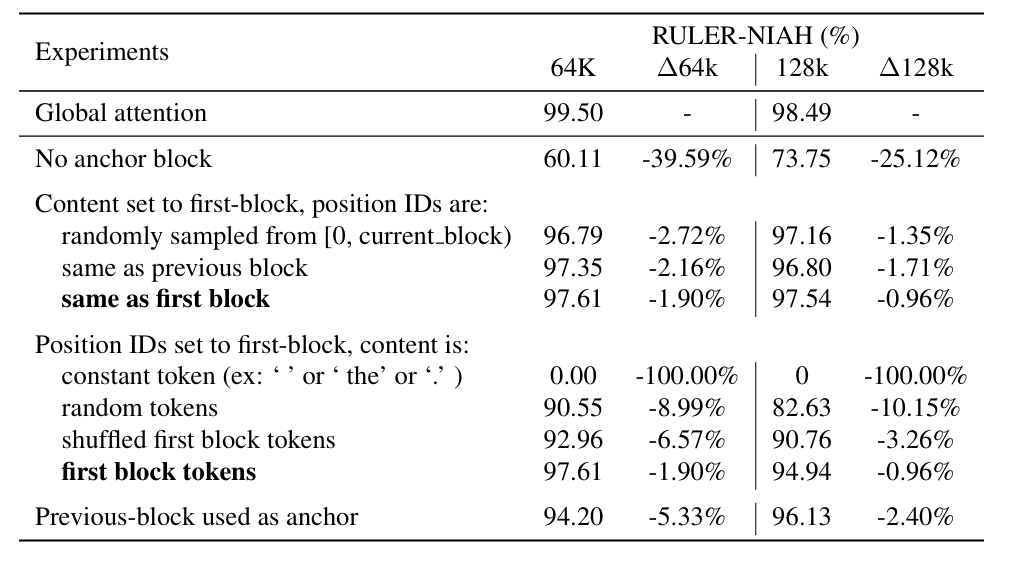 Experiments RULER-NIAH (%)
64K Δ64k 128k Δ128k
Global attention 99.50 - 98.49 -
No anchor block 60.11 -39.59% 73.75 -25.12%
Content set to first-block, position IDs are:
randomly sampled from [0, current_block) 96.79 -2.72% 97.16 -1.35%
same as previous block 97.35 -2.16% 96.80 -1.71%
same as first block 97.61 -1.90% 97.54 -0.96%
Position IDs set to first-block, content is:
constant token (ex: ‘ ’ or ‘ the’ or ‘.’ ) 0.00 -100.00% 0 -100.00%
random tokens 90.55 -8.99% 82.63 -10.15%
shuffled first block tokens 92.96 -6.57% 90.76 -3.26%
first block tokens 97.61 -1.90% 94.94 -0.96%
Previous-block used as anchor 94.20 -5.33% 96.13 -2.40%